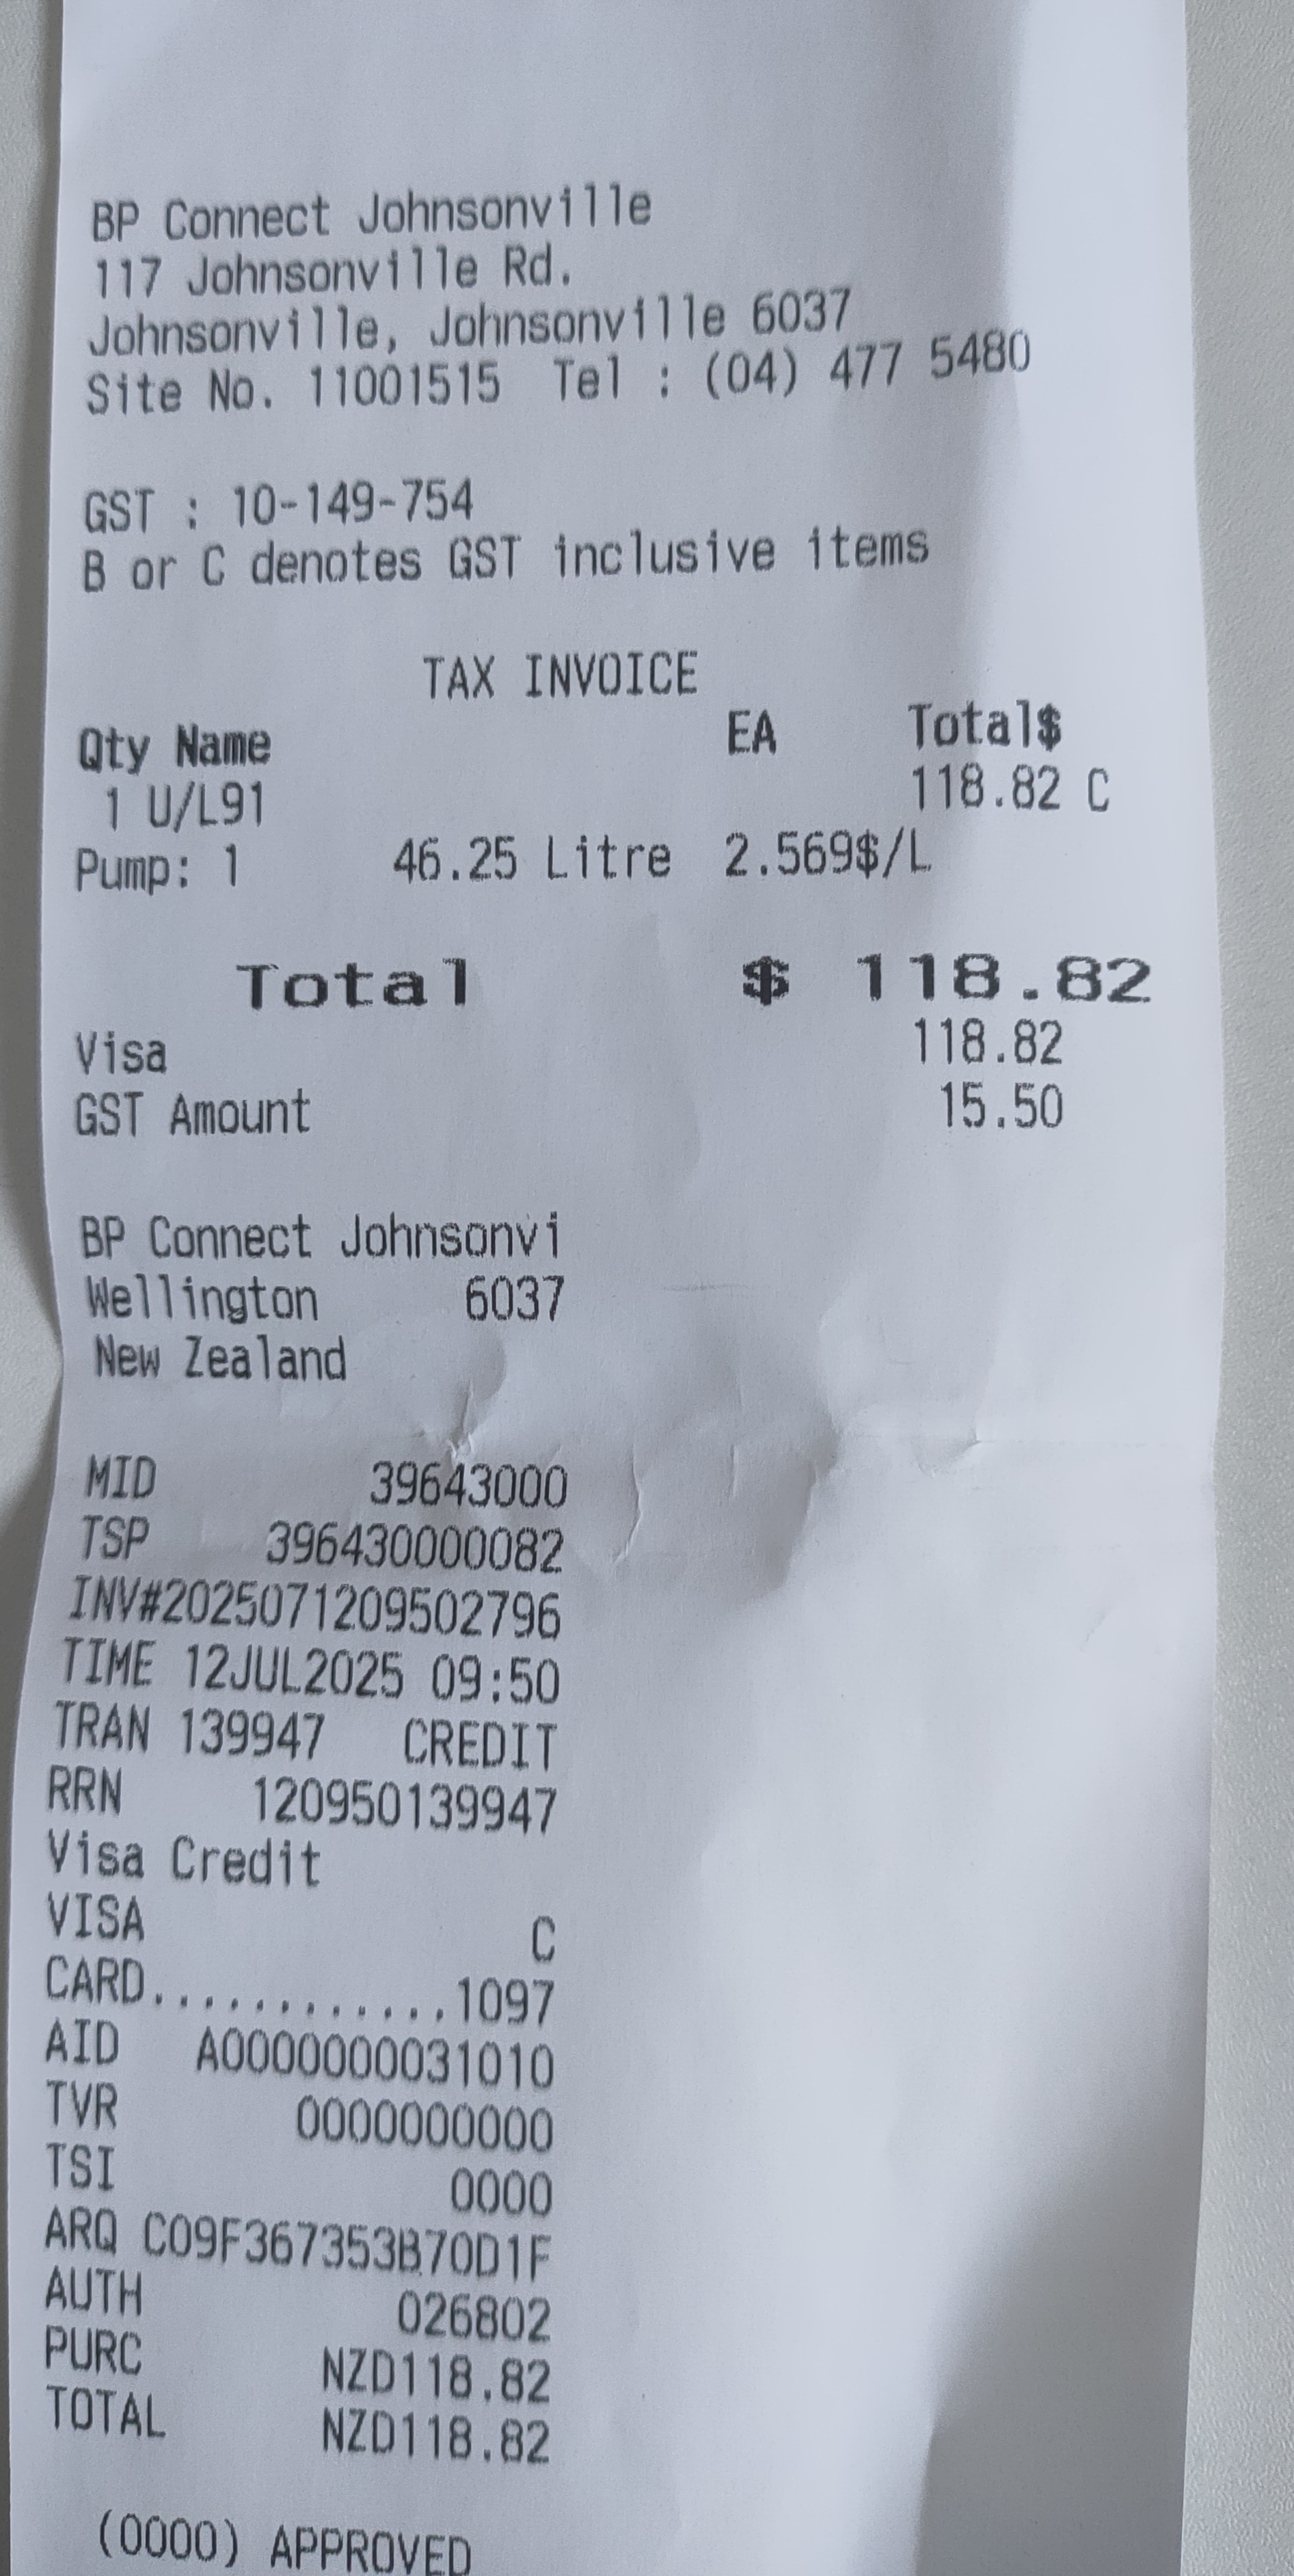 BP Connect Johnsonville
117 Johnsonville Rd.
Johnsonville, Johnsonville 6037
Site No. 11001515 Tel : (04) 477 5480
GST : 10-149-754
B or C denotes GST inclusive items
TAX INVOICE
Qty Name EA Total$
1 U/L91 118.82 C
Pump: 1 46.25 Litre 2.569$/L
Total $ 118.82
Visa 118.82
GST Amount 15.50
BP Connect Johnsonvi
Wellington 6037
New Zealand
MID 39643000
TSP 396430000082
INV#2025071209502796
TIME 12JUL2025 09:50
TRAN 139947 CREDIT
RRN 120950139947
Visa Credit
VISA C
CARD............1097
AID A0000000031010
TVR 0000000000
TSI 0000
ARQ C09F367353B70D1F
AUTH 026802
PURC NZD118.82
TOTAL NZD118.82
(0000) APPROVED